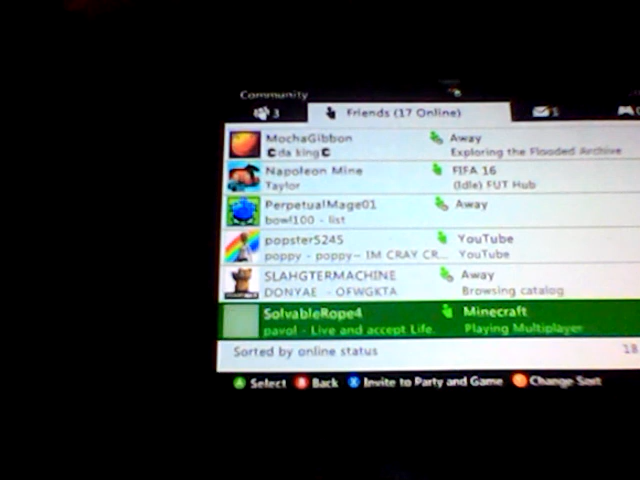 Community
3 Friends (17 Online)
MochaGibbon Away
C da king C Exploring the Flooded Archive
Napoleon Mine FIFA 16
Taylor (Idle) FUT Hub
PerpetualMage01 Away
bowl100 - list
popster5245 YouTube
poppy - poppy~ IM CRAY CR... YouTube
SLAHGTERMACHINE Away
DONYAE - OFWGKTA Browsing catalog
SolvableRope4 Minecraft
pavol - Live and accept Life. Playing Multiplayer
Sorted by online status 18
A Select B Back X Invite to Party and Game Change Sort